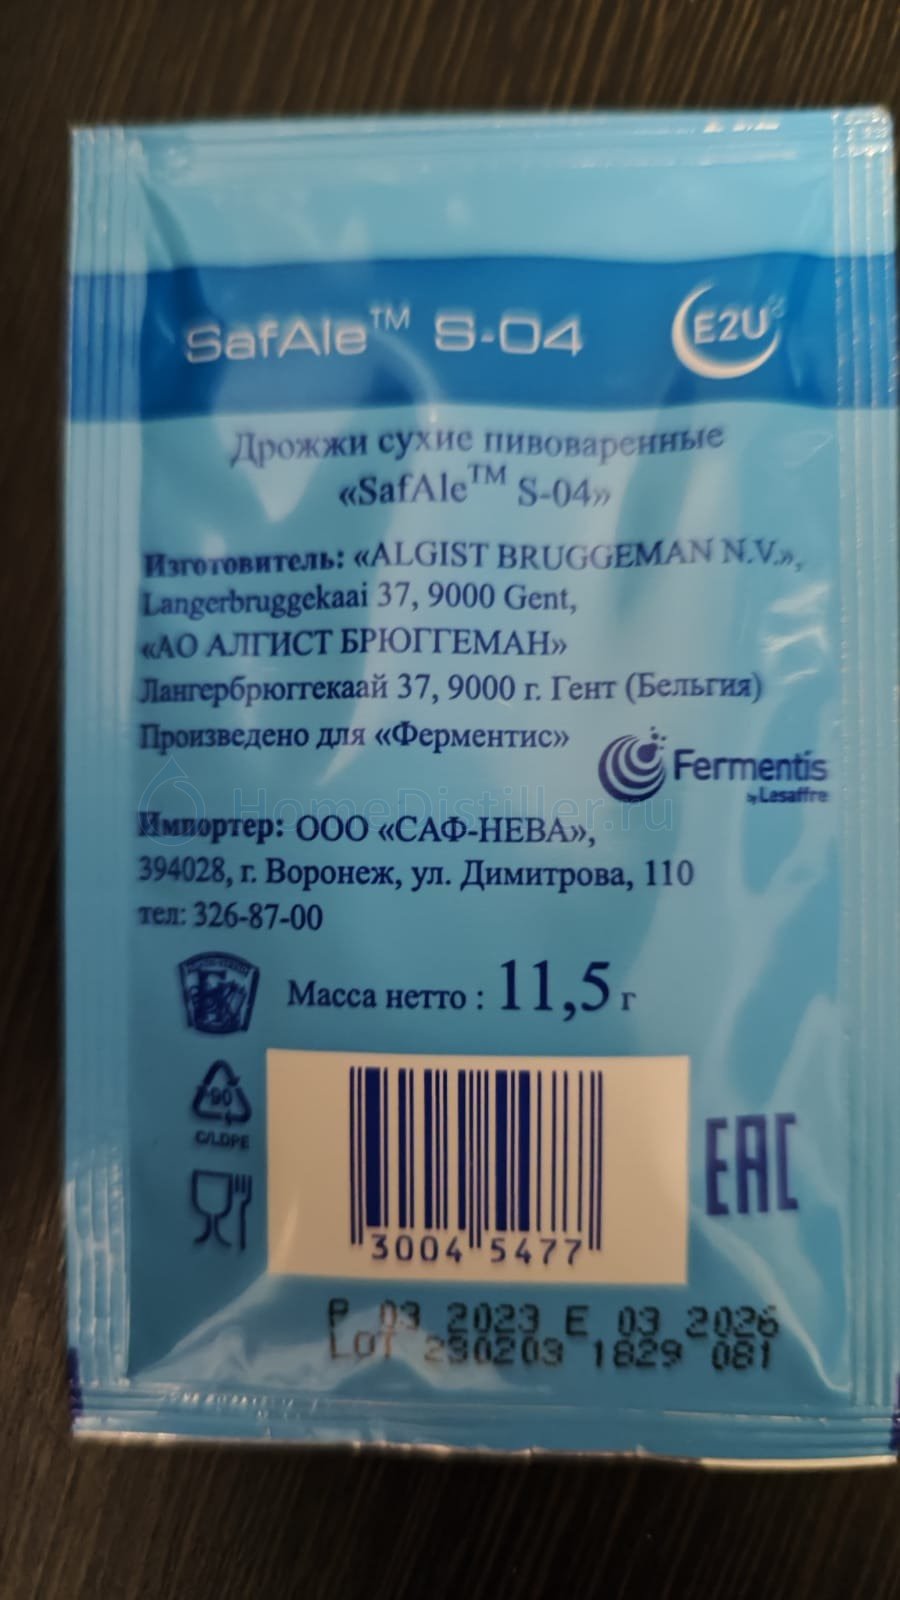 SafAle™ S-04
E2U
Дрожжи сухие пивоваренные
«SafAle™ S-04»
Изготовитель: «ALGIST BRUGGEMAN N.V.»,
Langerbruggekaai 37, 9000 Gent,
«АО АЛГИСТ БРЮГГЕМАН»
Лангербрюггекаай 37, 9000 г. Гент (Бельгия)
Произведено для «Ферментис»
Fermentis
by Lesaffre
HomeDistiller.ru
Импортер: ООО «САФ-НЕВА»,
394028, г. Воронеж, ул. Димитрова, 110
тел: 326-87-00
Масса нетто : 11,5 г
90
C/LDPE
EAC
3004 5477
P 03 2023 E 03 2026
LOT 230203 1829 081